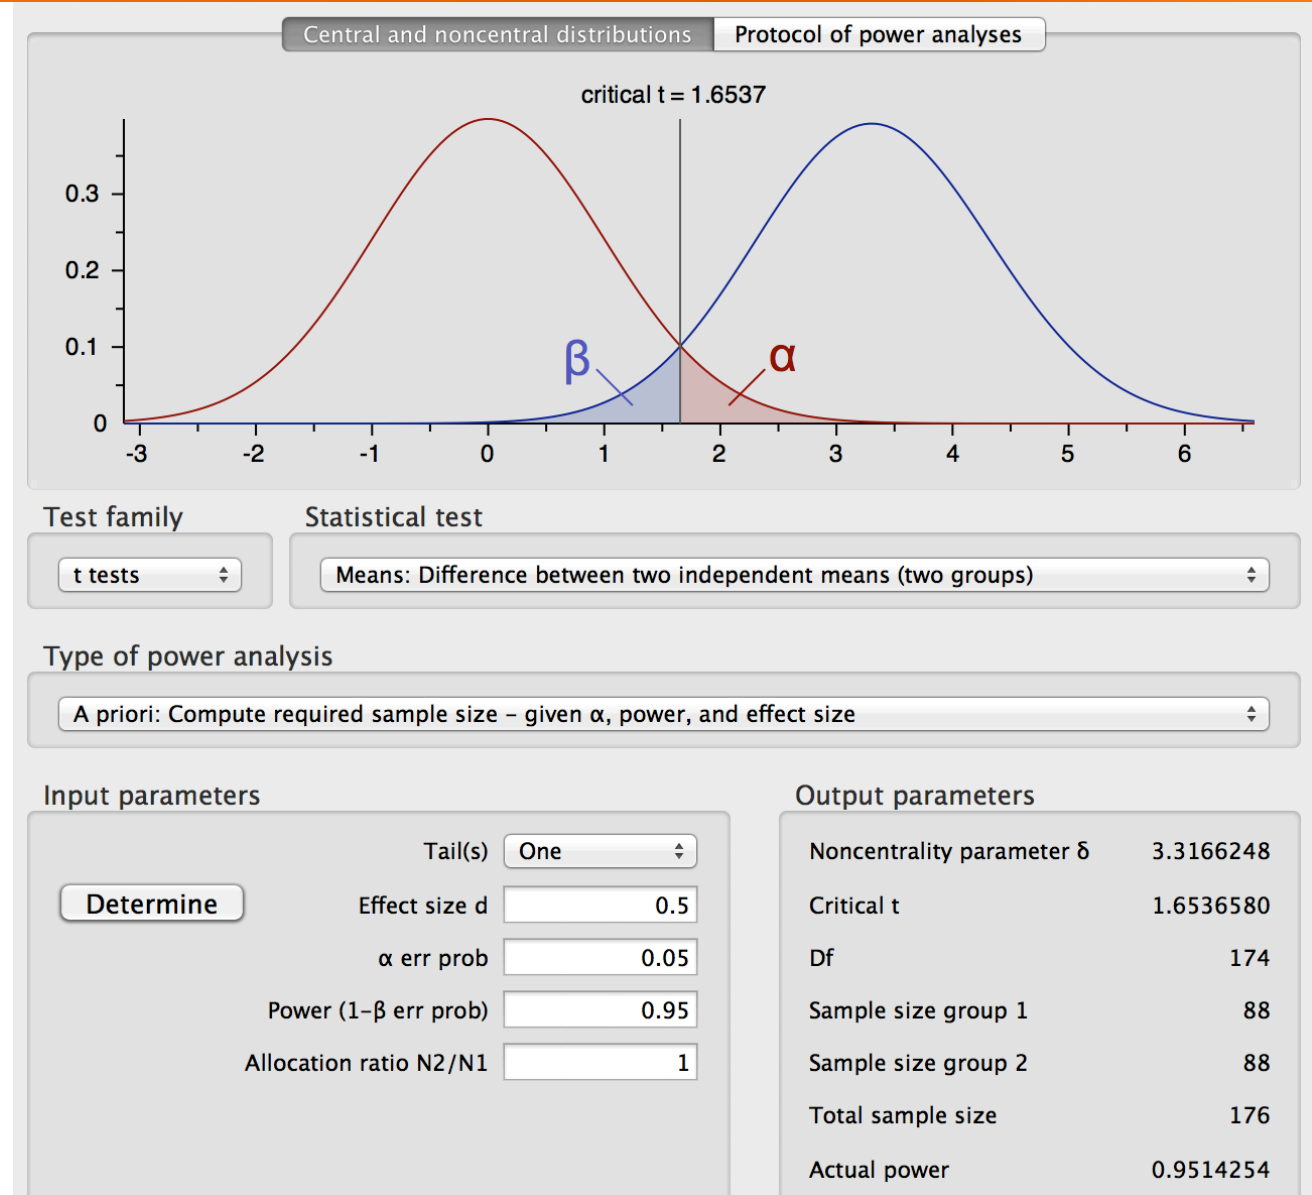 Central and noncentral distributions Protocol of power analyses
critical t = 1.6537
0.3
0.2
0.1
0
β α
-3 -2 -1 0 1 2 3 4 5 6
Test family Statistical test
t tests Means: Difference between two independent means (two groups)
Type of power analysis
A priori: Compute required sample size – given α, power, and effect size
Input parameters Output parameters
Tail(s) One Noncentrality parameter δ 3.3166248
Determine Effect size d 0.5 Critical t 1.6536580
α err prob 0.05 Df 174
Power (1–β err prob) 0.95 Sample size group 1 88
Allocation ratio N2/N1 1 Sample size group 2 88
Total sample size 176
Actual power 0.9514254